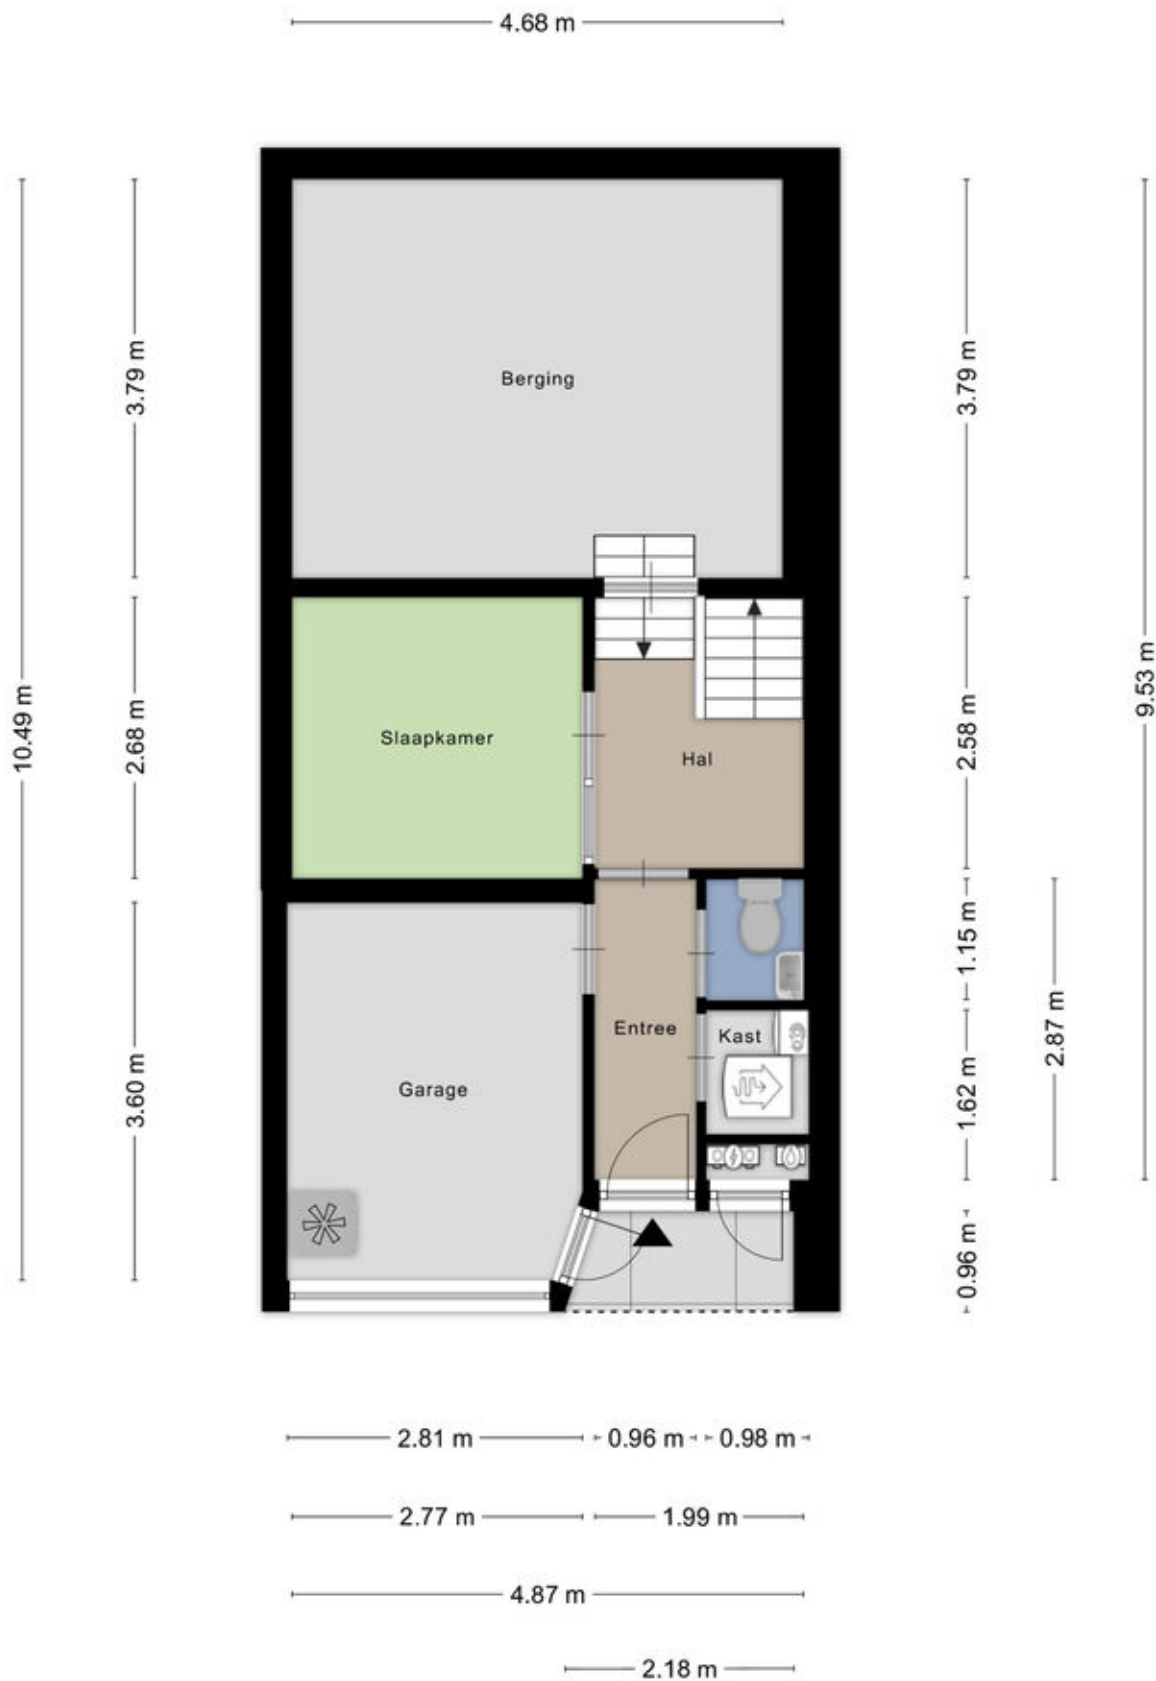 4.68 m
3.79 m
3.79 m
Berging
10.49 m
9.53 m
2.68 m
2.58 m
Slaapkamer
Hal
1.15 m
2.87 m
Entree
Kast
Garage
3.60 m
1.62 m
0.96 m
2.81 m
0.96 m
0.98 m
2.77 m
1.99 m
4.87 m
2.18 m